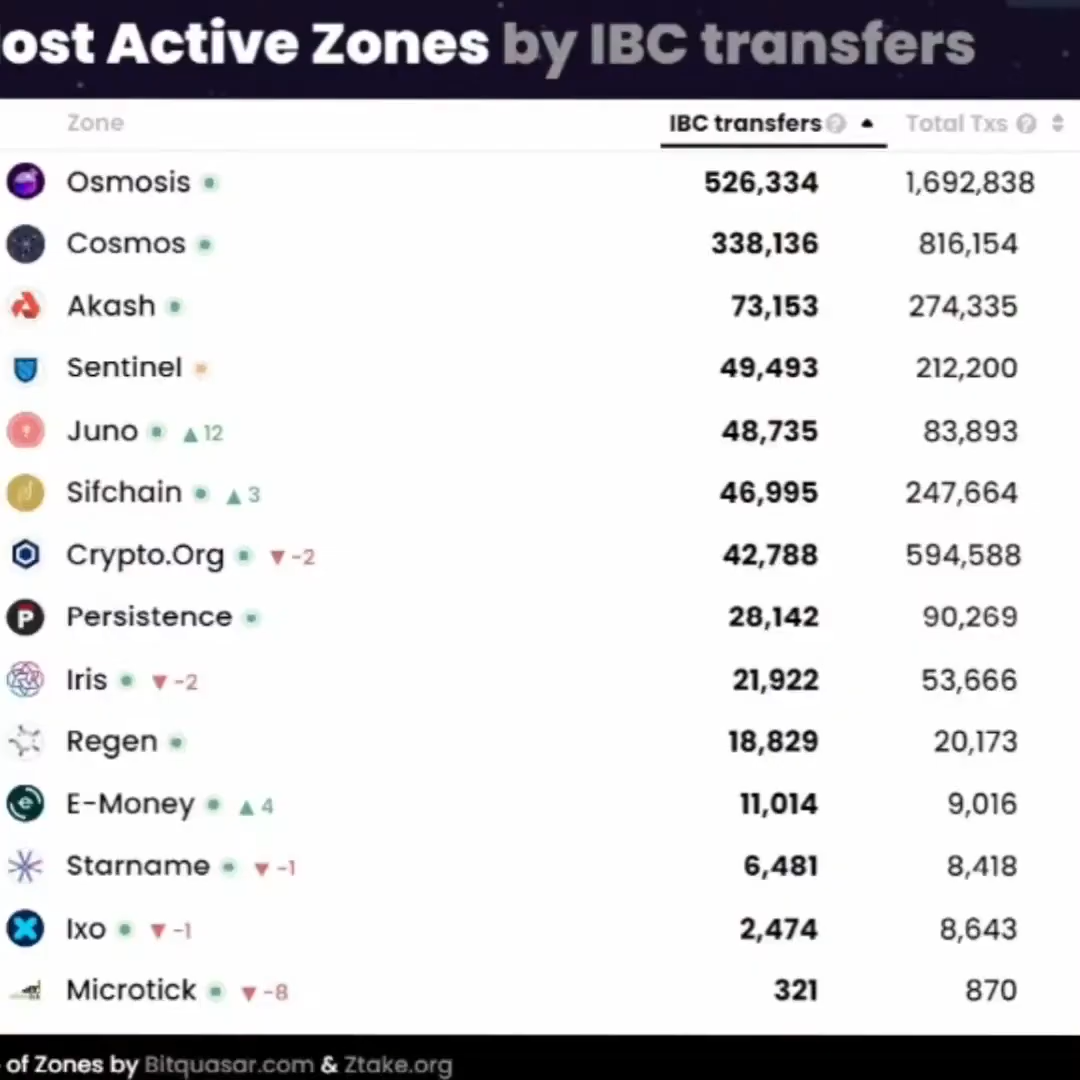 ost Active Zones by IBC transfers
Zone IBC transfers ? Total Txs ?
Osmosis 526,334 1,692,838
Cosmos 338,136 816,154
Akash 73,153 274,335
Sentinel 49,493 212,200
Juno ▲12 48,735 83,893
Sifchain ▲3 46,995 247,664
Crypto.Org ▼-2 42,788 594,588
P Persistence 28,142 90,269
Iris ▼-2 21,922 53,666
Regen 18,829 20,173
e E-Money ▲4 11,014 9,016
Starname ▼-1 6,481 8,418
Ixo ▼-1 2,474 8,643
Microtick ▼-8 321 870
of Zones by Bitquasar.com & Ztake.org